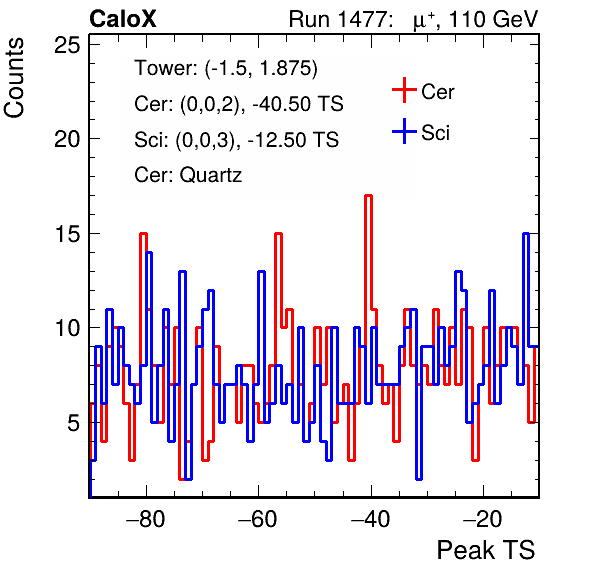 CaloX Run 1477: μ⁺, 110 GeV
Counts
25
20
15
10
5
Tower: (-1.5, 1.875)
Cer: (0,0,2), -40.50 TS
Sci: (0,0,3), -12.50 TS
Cer: Quartz
Cer
Sci
−80 −60 −40 −20
Peak TS